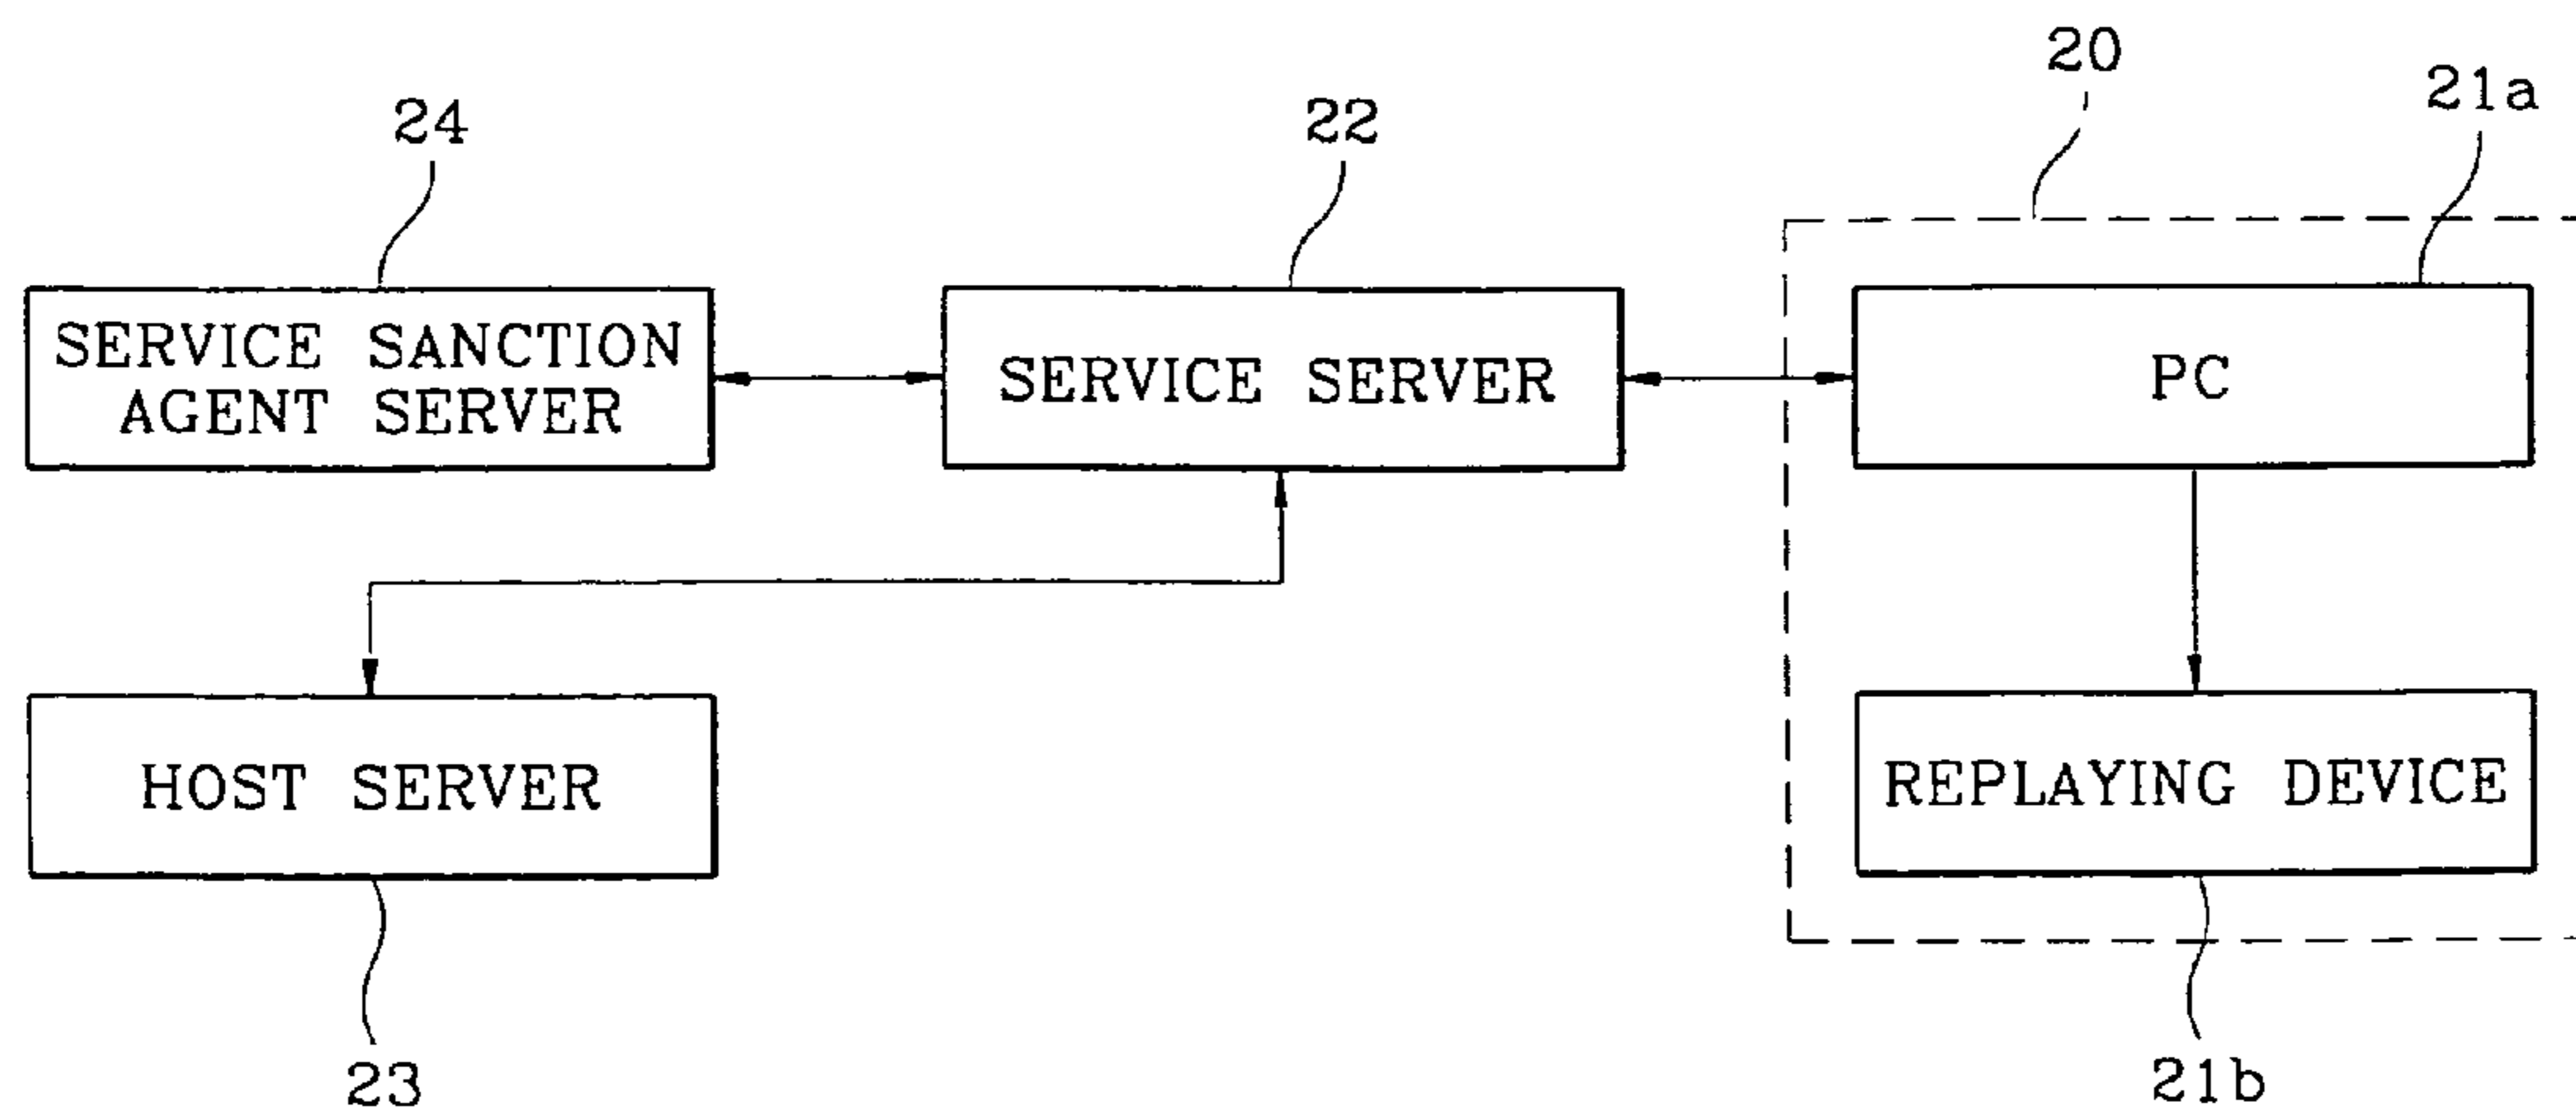 20
21a
24
22
SERVICE SANCTION
AGENT SERVER
SERVICE SERVER
PC
HOST SERVER
REPLAYING DEVICE
23
21b